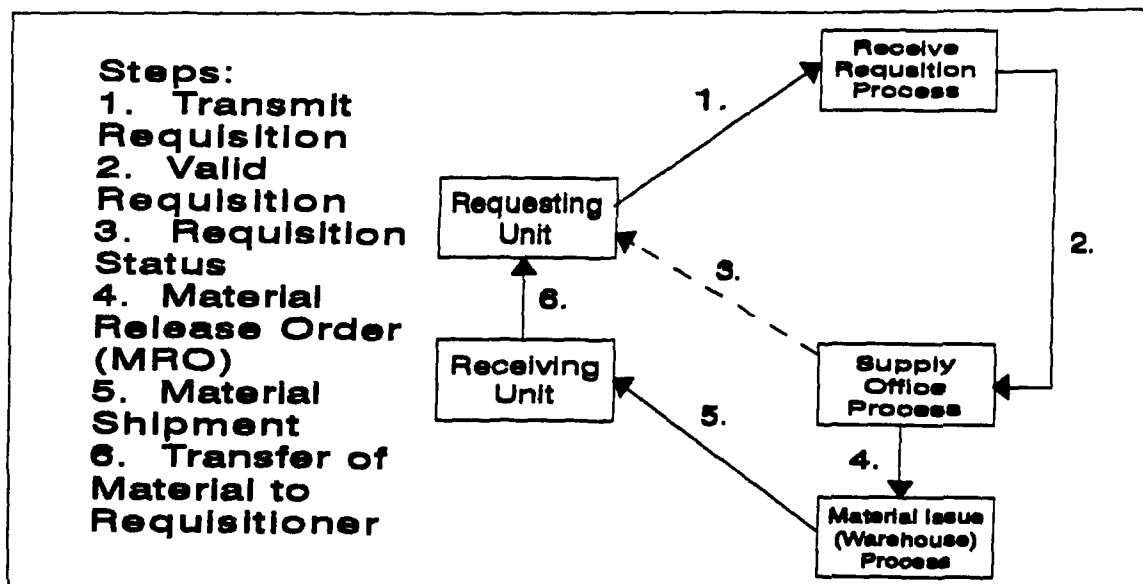 Steps:
1. Transmit
Requisition
2. Valid
Requisition
3. Requisition
Status
4. Material
Release Order
(MRO)
5. Material
Shipment
6. Transfer of
Material to
Requisitioner
Receive
Requsition
Process
1.
Requesting
Unit
2.
3.
6.
Receiving
Unit
Supply
Office
Process
5.
4.
Material Issue
(Warehouse)
Process